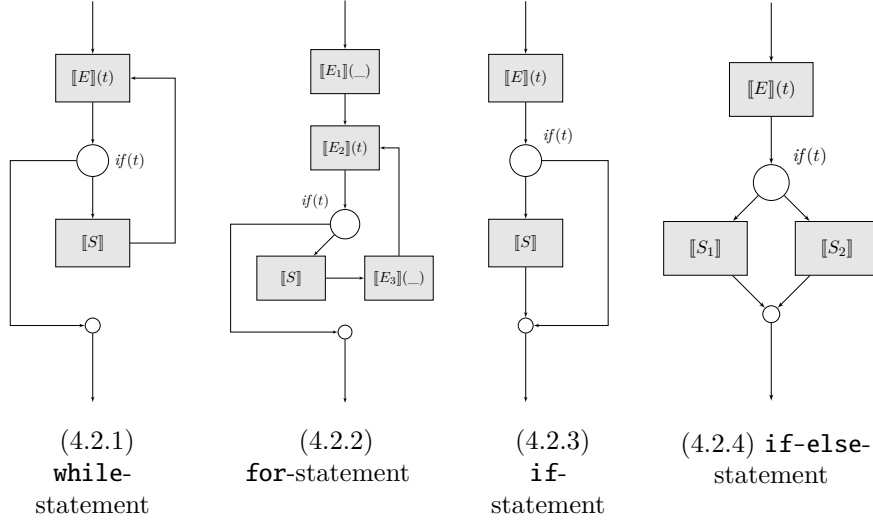 ⟦E⟧(t)
if(t)
⟦S⟧
(4.2.1)
while-
statement
⟦E₁⟧(_)
⟦E₂⟧(t)
if(t)
⟦S⟧
⟦E₃⟧(_)
(4.2.2)
for-statement
⟦E⟧(t)
if(t)
⟦S⟧
(4.2.3)
if-
statement
⟦E⟧(t)
if(t)
⟦S₁⟧
⟦S₂⟧
(4.2.4) if-else-
statement